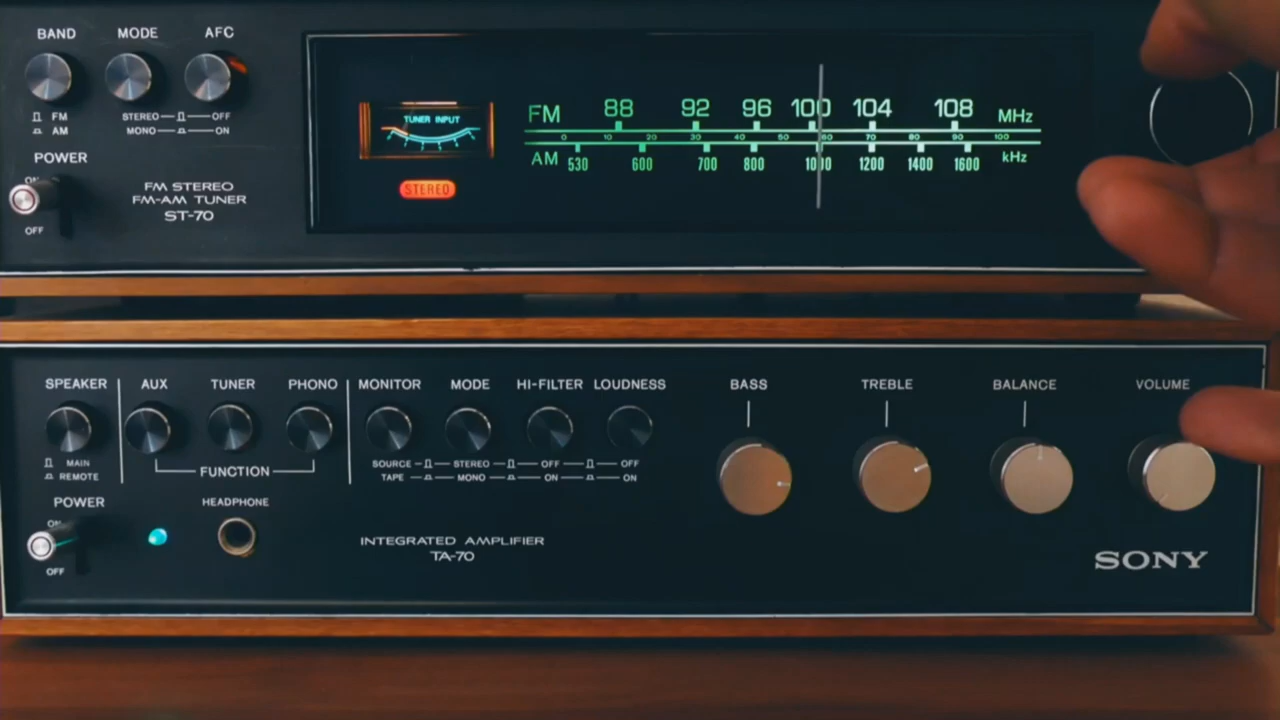 BAND MODE AFC
TUNER INPUT
FM 88 92 96 100 104 108 MHz
FM STEREO OFF
0 10 20 30 40 60 70 80 90 100
AM MONO ON
AM 530 600 700 800 1000 1200 1400 1600 kHz
POWER
ON
FM STEREO
STEREO
FM-AM TUNER
ST-70
OFF
SPEAKER AUX TUNER PHONO MONITOR MODE HI-FILTER LOUDNESS BASS TREBLE BALANCE VOLUME
MAIN SOURCE STEREO OFF OFF
REMOTE FUNCTION TAPE MONO ON ON
POWER HEADPHONE
ON
INTEGRATED AMPLIFIER
TA-70
OFF
SONY